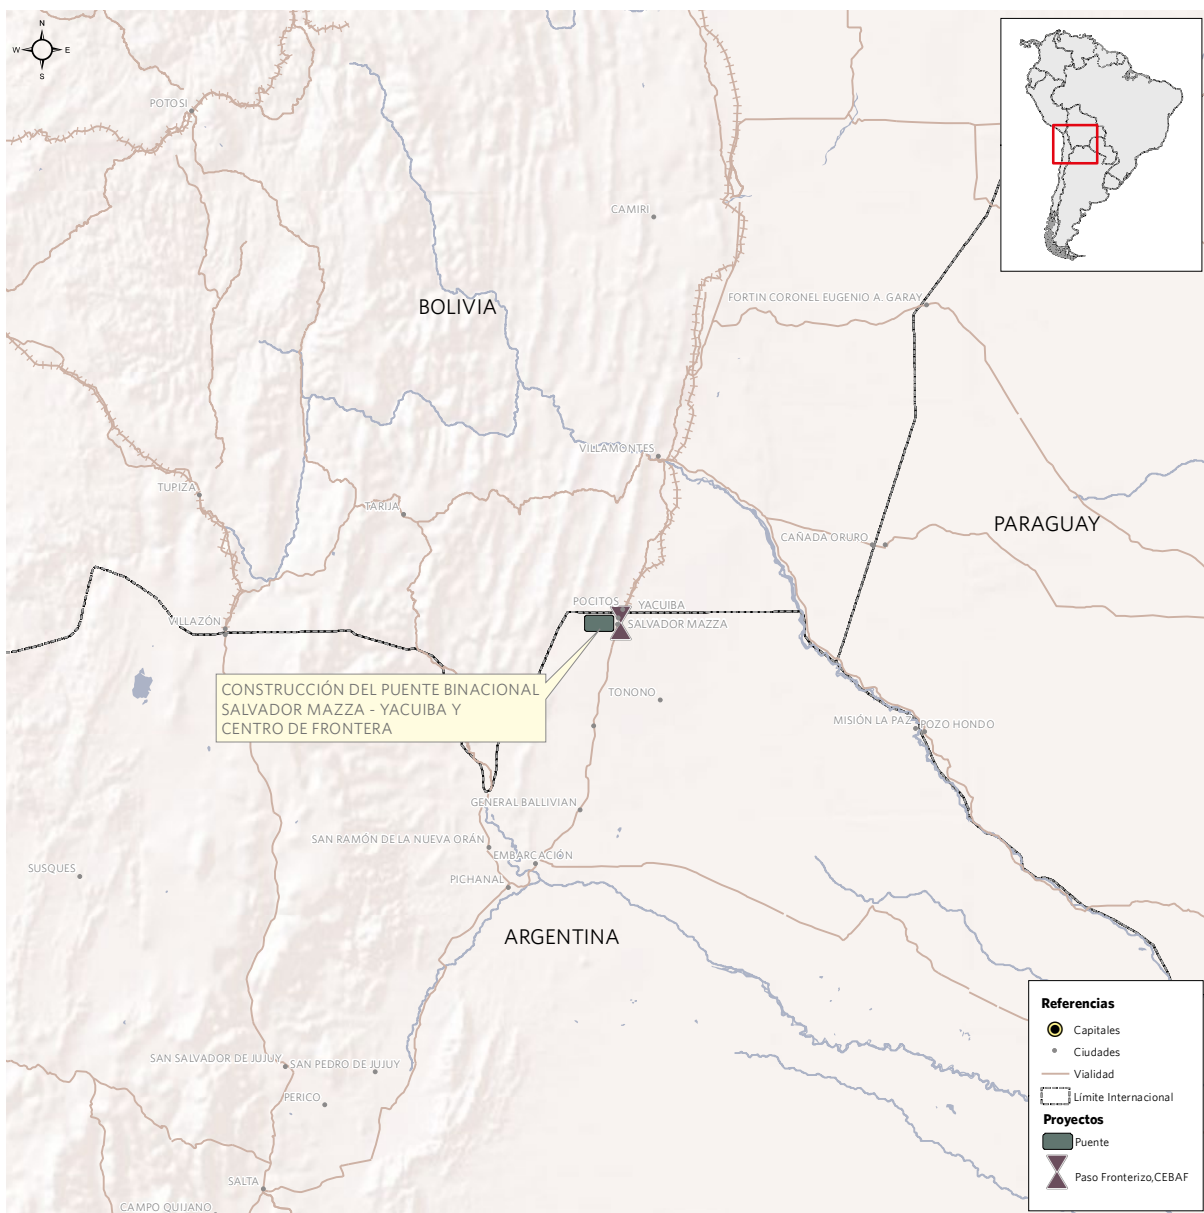 N
W
E
S
POTOSI
CAMIRI
BOLIVIA
FORTIN CORONEL EUGENIO A. GARAY
VILLAMONTES
TUPIZA
TARIJA
PARAGUAY
CAÑADA ORURO
POCITOS
YACUIBA
VILLAZÓN
SALVADOR MAZZA
CONSTRUCCIÓN DEL PUENTE BINACIONAL
SALVADOR MAZZA - YACUIBA Y
CENTRO DE FRONTERA
TONONO
MISIÓN LA PAZ
POZO HONDO
GENERAL BALLIVIAN
SAN RAMÓN DE LA NUEVA ORÁN
EMBARCACIÓN
SUSQUES
PICHANAL
ARGENTINA
SAN SALVADOR DE JUJUY
SAN PEDRO DE JUJUY
PERICO
SALTA
CAMPO QUIJANO
Referencias
Capitales
Ciudades
Vialidad
Límite Internacional
Proyectos
Puente
Paso Fronterizo,CEBAF